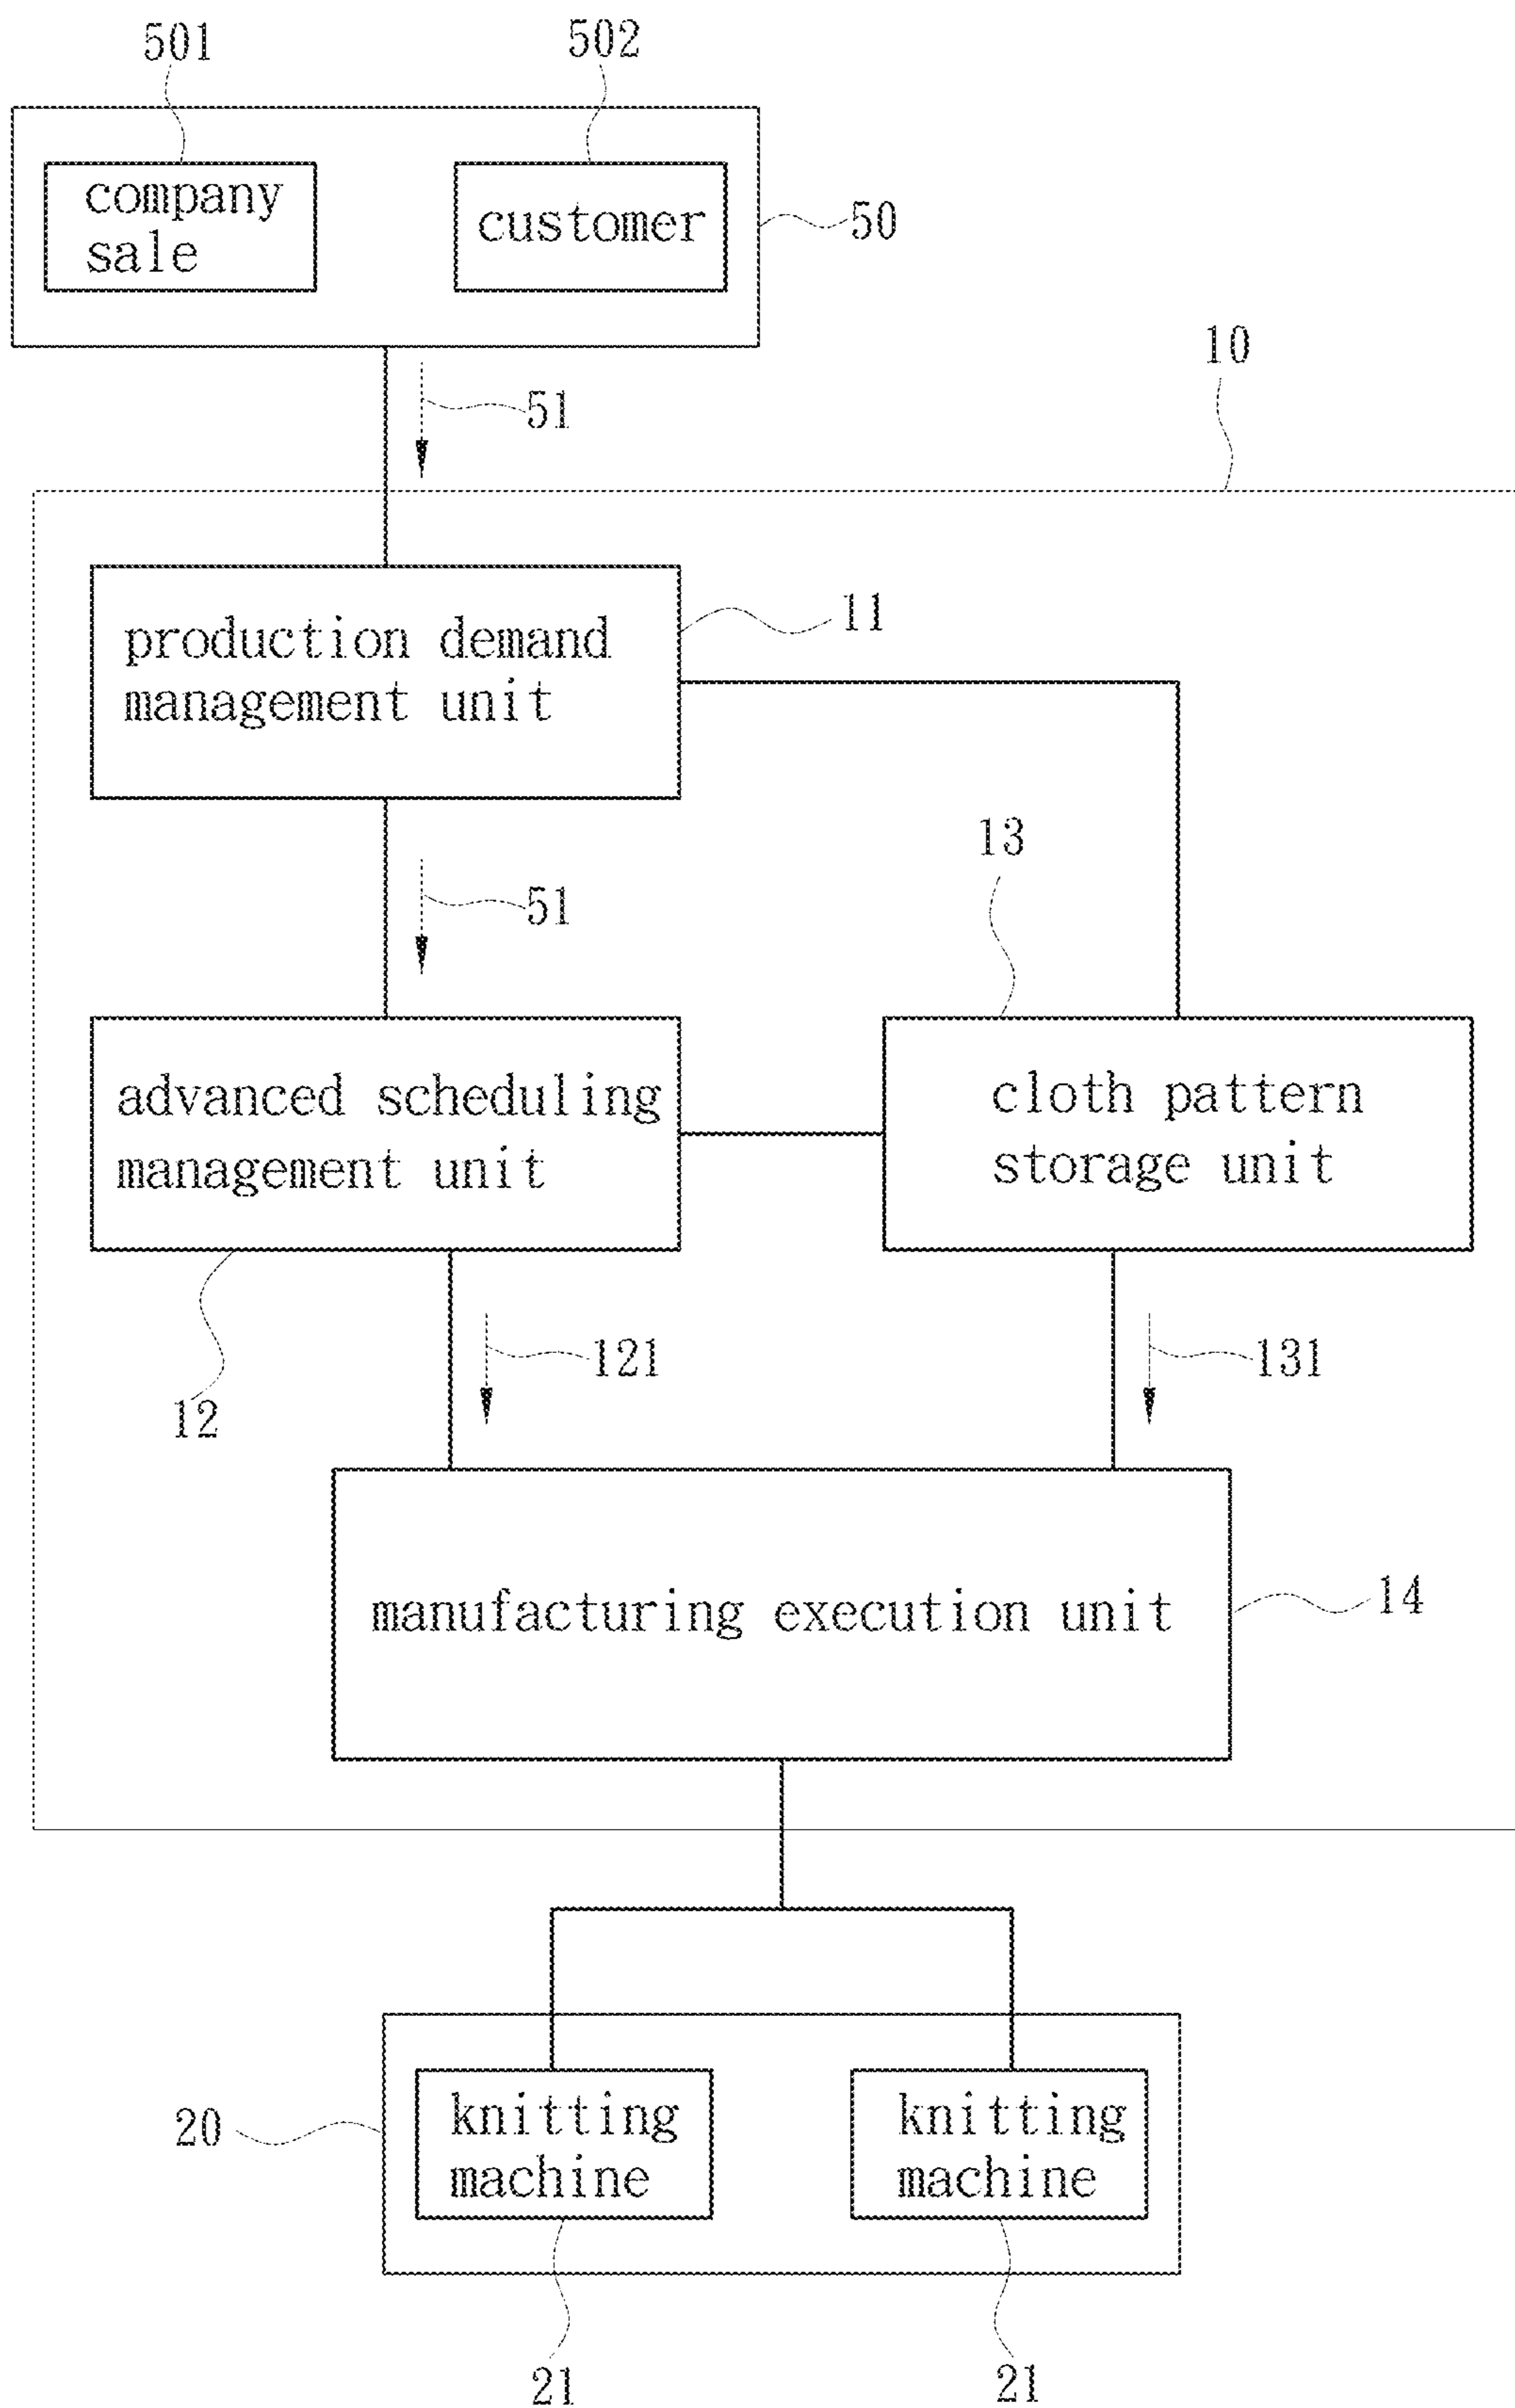 501
502
company
sale
customer
50
10
51
production demand
management unit
11
13
51
advanced scheduling
management unit
cloth pattern
storage unit
121
131
12
manufacturing execution unit
14
20
knitting
machine
knitting
machine
21
21